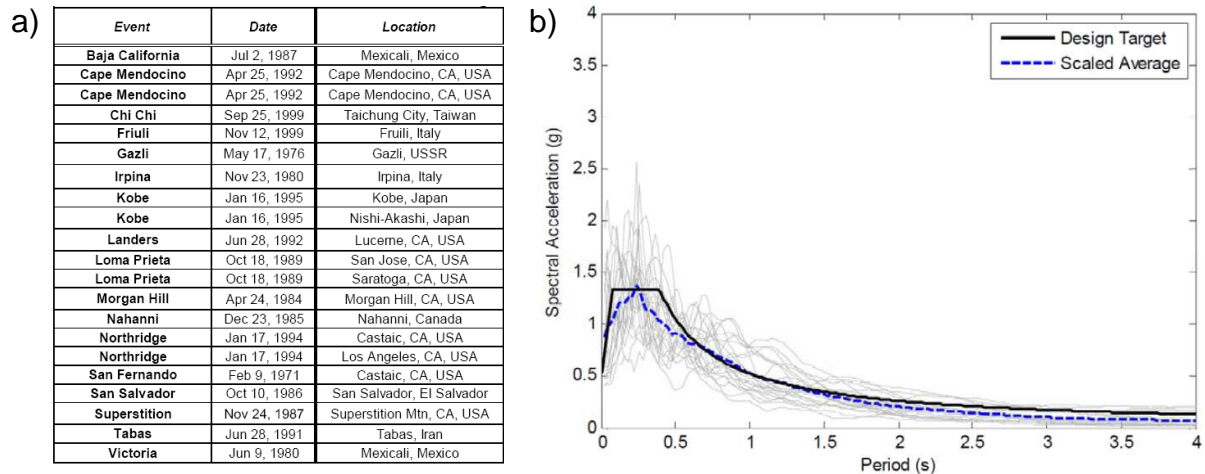 a)
Event Date Location
Baja California Jul 2, 1987 Mexicali, Mexico
Cape Mendocino Apr 25, 1992 Cape Mendocino, CA, USA
Cape Mendocino Apr 25, 1992 Cape Mendocino, CA, USA
Chi Chi Sep 25, 1999 Taichung City, Taiwan
Friuli Nov 12, 1999 Fruili, Italy
Gazli May 17, 1976 Gazli, USSR
Irpina Nov 23, 1980 Irpina, Italy
Kobe Jan 16, 1995 Kobe, Japan
Kobe Jan 16, 1995 Nishi-Akashi, Japan
Landers Jun 28, 1992 Lucerne, CA, USA
Loma Prieta Oct 18, 1989 San Jose, CA, USA
Loma Prieta Oct 18, 1989 Saratoga, CA, USA
Morgan Hill Apr 24, 1984 Morgan Hill, CA, USA
Nahanni Dec 23, 1985 Nahanni, Canada
Northridge Jan 17, 1994 Castaic, CA, USA
Northridge Jan 17, 1994 Los Angeles, CA, USA
San Fernando Feb 9, 1971 Castaic, CA, USA
San Salvador Oct 10, 1986 San Salvador, El Salvador
Superstition Nov 24, 1987 Superstition Mtn, CA, USA
Tabas Jun 28, 1991 Tabas, Iran
Victoria Jun 9, 1980 Mexicali, Mexico
b)
Design Target
Scaled Average
Spectral Acceleration (g)
4
3.5
3
2.5
2
1.5
1
0.5
0
0 0.5 1 1.5 2 2.5 3 3.5 4
Period (s)